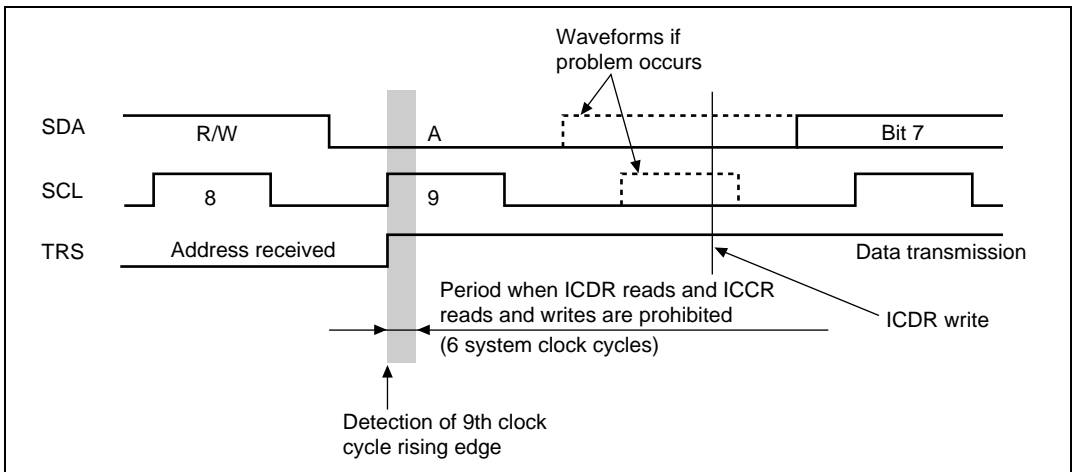 Waveforms if
problem occurs
SDA
R/W
A
Bit 7
SCL
8
9
TRS
Address received
Data transmission
Period when ICDR reads and ICCR
reads and writes are prohibited
(6 system clock cycles)
ICDR write
Detection of 9th clock
cycle rising edge